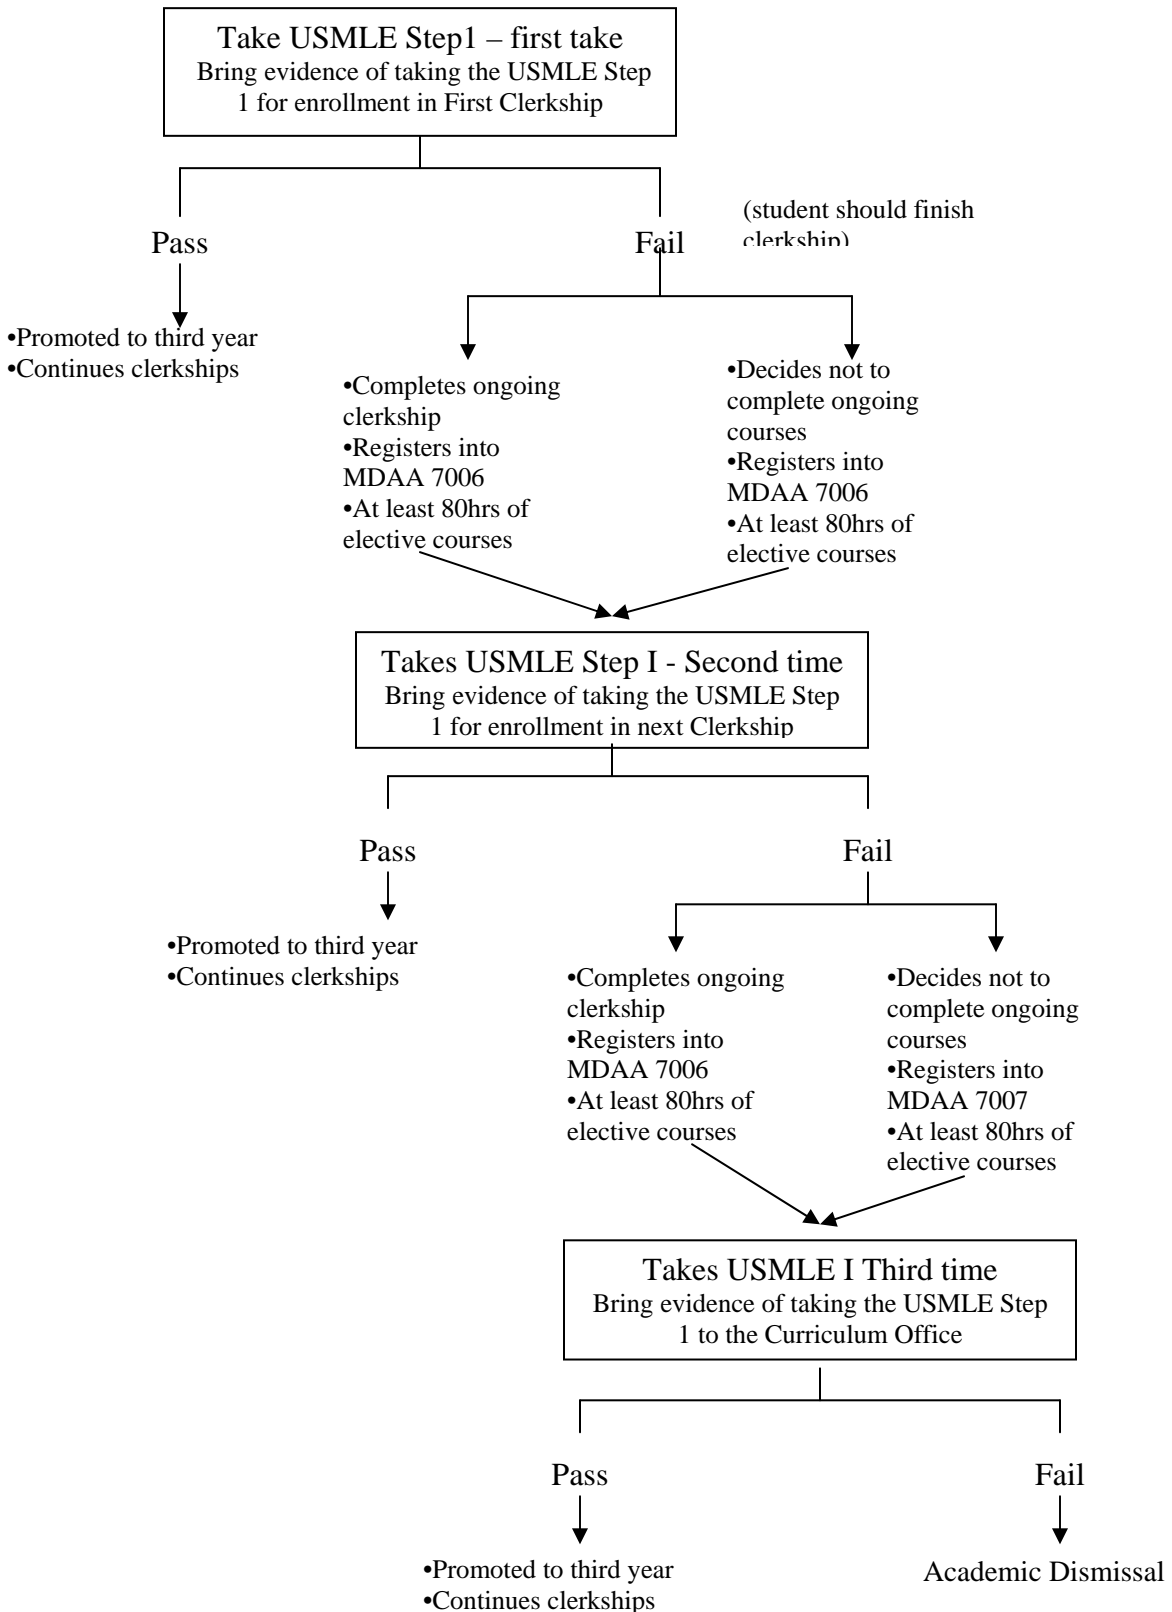 Take USMLE Step1 – first take
Bring evidence of taking the USMLE Step
1 for enrollment in First Clerkship
(student should finish
clerkship)
Pass
Fail
•Promoted to third year
•Continues clerkships
•Completes ongoing
clerkship
•Registers into
MDAA 7006
•At least 80hrs of
elective courses
•Decides not to
complete ongoing
courses
•Registers into
MDAA 7006
•At least 80hrs of
elective courses
Takes USMLE Step I - Second time
Bring evidence of taking the USMLE Step
1 for enrollment in next Clerkship
Pass
Fail
•Promoted to third year
•Continues clerkships
•Completes ongoing
clerkship
•Registers into
MDAA 7006
•At least 80hrs of
elective courses
•Decides not to
complete ongoing
courses
•Registers into
MDAA 7007
•At least 80hrs of
elective courses
Takes USMLE I Third time
Bring evidence of taking the USMLE Step
1 to the Curriculum Office
Pass
Fail
•Promoted to third year
•Continues clerkships
Academic Dismissal